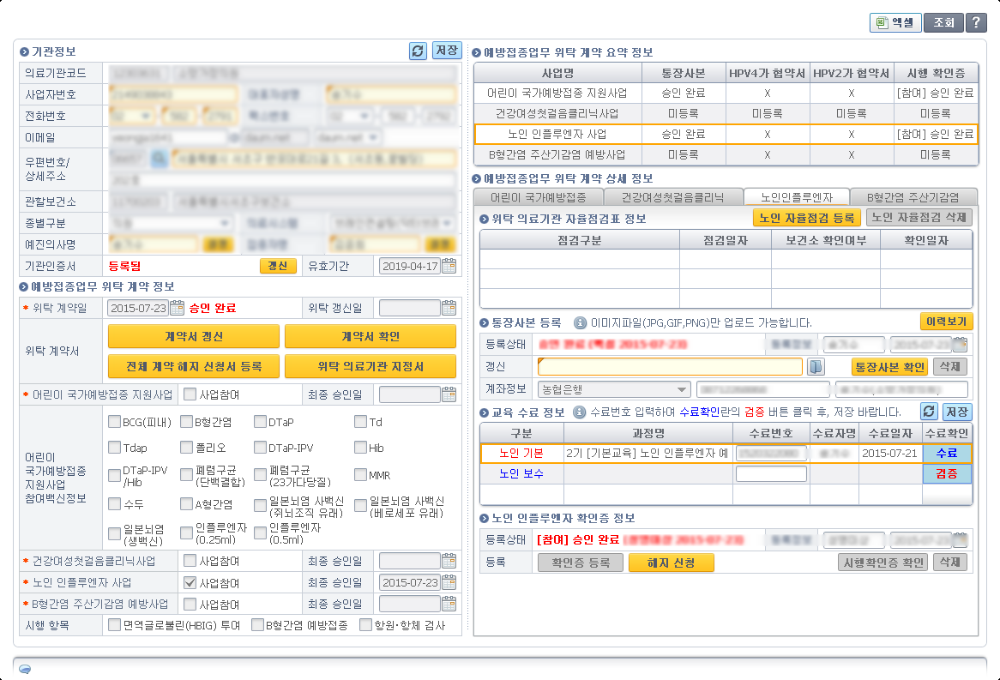 엑셀 조회 ?
기관정보 저장
의료기관코드
사업자번호
전화번호
이메일
우편번호/
상세주소
관할보건소
종별구분
예진의사명
기관인증서 등록됨 갱신 유효기간 2019-04-17
예방접종업무 위탁 계약 정보
* 위탁 계약일 2015-07-23 승인 완료 위탁 갱신일
위탁 계약서 계약서 갱신 계약서 확인
전체 계약 해지 신청서 등록 위탁 의료기관 지정서
* 어린이 국가예방접종 지원사업 사업참여 최종 승인일
어린이
국가예방접종
지원사업
참여백신정보
BCG(피내) B형간염 DTaP Td
Tdap 폴리오 DTaP-IPV Hib
DTaP-IPV
/Hib
폐렴구균
(단백결합)
폐렴구균
(23가다당질)
MMR
수두 A형간염
일본뇌염 사백신
(쥐뇌조직 유래)
일본뇌염 사백신
(베로세포 유래)
일본뇌염
(생백신)
인플루엔자
(0.25ml)
인플루엔자
(0.5ml)
* 건강여성첫걸음클리닉사업 사업참여 최종 승인일
* 노인 인플루엔자 사업 사업참여 최종 승인일 2015-07-23
* B형간염 주산기감염 예방사업 사업참여 최종 승인일
시행 항목 면역글로불린(HBIG) 투여 B형간염 예방접종 항원·항체 검사
예방접종업무 위탁 계약 요약 정보
사업명 통장사본 HPV4가 협약서 HPV2가 협약서 시행 확인증
어린이 국가예방접종 지원사업 승인 완료 X X [참여] 승인 완료
건강여성첫걸음클리닉사업 미등록 미등록 미등록 미등록
노인 인플루엔자 사업 승인 완료 X X [참여] 승인 완료
B형간염 주산기감염 예방사업 미등록 X X 미등록
예방접종업무 위탁 계약 상세 정보
어린이 국가예방접종 건강여성첫걸음클리닉 노인인플루엔자 B형간염 주산기감염
위탁 의료기관 자율점검표 정보 노인 자율점검 등록 노인 자율점검 삭제
점검구분 점검일자 보건소 확인여부 확인일자
통장사본 등록 이미지파일(JPG,GIF,PNG)만 업로드 가능합니다. 이력보기
등록상태
갱신 통장사본 확인 삭제
계좌정보 농협은행
교육 수료 정보 수료번호 입력하여 수료확인란의 검증 버튼 클릭 후, 저장 바랍니다. 저장
구분 과정명 수료번호 수료자명 수료일자 수료확인
노인 기본 2기 [기본교육] 노인 인플루엔자 예 2015-07-21 수료
노인 보수 검증
노인 인플루엔자 확인증 정보
등록상태 [참여] 승인 완료
등록 확인증 등록 해지 신청 시행확인증 확인 삭제